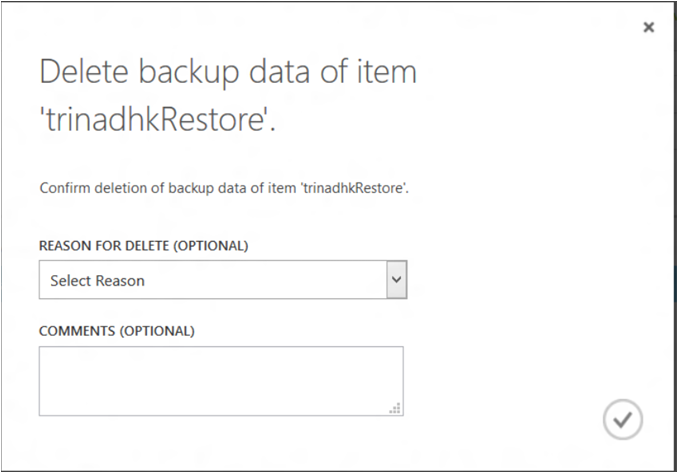 Delete backup data of item
'trinadhkRestore'.
Confirm deletion of backup data of item 'trinadhkRestore'.
REASON FOR DELETE (OPTIONAL)
Select Reason
COMMENTS (OPTIONAL)